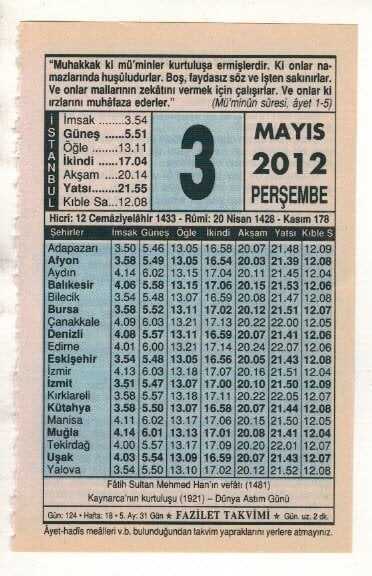 “Muhakkak ki mü’minler kurtuluşa ermişlerdir. Ki onlar na-
mazlarında huşûludurlar. Boş, faydasız söz ve işten sakınırlar.
Ve onlar mallarının zekâtını vermek için çalışırlar. Ve onlar ki
ırzlarını muhâfaza ederler.” (Mü’minûn sûresi, âyet 1-5)
İSTANBUL
İmsak ...3.54
Güneş ......5.51
Öğle ......13.11
İkindi ......17.04
Akşam ...20.14
Yatsı.......21.55
Kıble Sa...12.08
3
MAYIS
2012
PERŞEMBE
Hicrî: 12 Cemâziyelâhir 1433 - Rûmî: 20 Nisan 1428 - Kasım 178
Şehirler İmsak Güneş Öğle İkindi Akşam Yatsı Kıble S
Adapazarı 3.50 5.46 13.05 16.58 20.07 21.48 12.09
Afyon 3.58 5.49 13.05 16.54 20.03 21.39 12.08
Aydın 4.14 6.02 13.15 17.04 20.11 21.45 12.04
Balıkesir 4.06 5.58 13.15 17.06 20.15 21.53 12.06
Bilecik 3.54 5.48 13.07 16.59 20.08 21.47 12.08
Bursa 3.58 5.52 13.11 17.02 20.12 21.51 12.07
Çanakkale 4.09 6.03 13.21 17.13 20.22 22.00 12.05
Denizli 4.08 5.57 13.11 16.59 20.07 21.41 12.06
Edirne 4.01 6.00 13.21 17.14 20.24 22.07 12.06
Eskişehir 3.54 5.48 13.05 16.56 20.05 21.43 12.08
İzmir 4.13 6.03 13.18 17.07 20.16 21.51 12.04
İzmit 3.51 5.47 13.07 17.00 20.10 21.50 12.09
Kırklareli 3.58 5.57 13.18 17.11 20.22 22.04 12.07
Kütahya 3.58 5.50 13.07 16.58 20.07 21.44 12.08
Manisa 4.11 6.02 13.17 17.06 20.15 21.50 12.05
Muğla 4.14 6.01 13.13 17.01 20.08 21.41 12.04
Tekirdağ 4.00 5.57 13.17 17.09 20.20 22.01 12.07
Uşak 4.03 5.54 13.09 16.59 20.07 21.43 12.07
Yalova 3.54 5.50 13.10 17.02 20.12 21.52 12.08
Fâtih Sultan Mehmed Han’ın vefâtı (1481)
Kaynarca’nın kurtuluşu (1921) – Dünya Astım Günü
Gün: 124 • Hafta: 18 • 5. Ay: 31 Gün ★ FAZİLET TAKVİMİ ★ Gün. uz. 2 dk.
Âyet-hadîs meâlleri v.b. bulunduğundan takvim yapraklarını yerlere atmayınız.